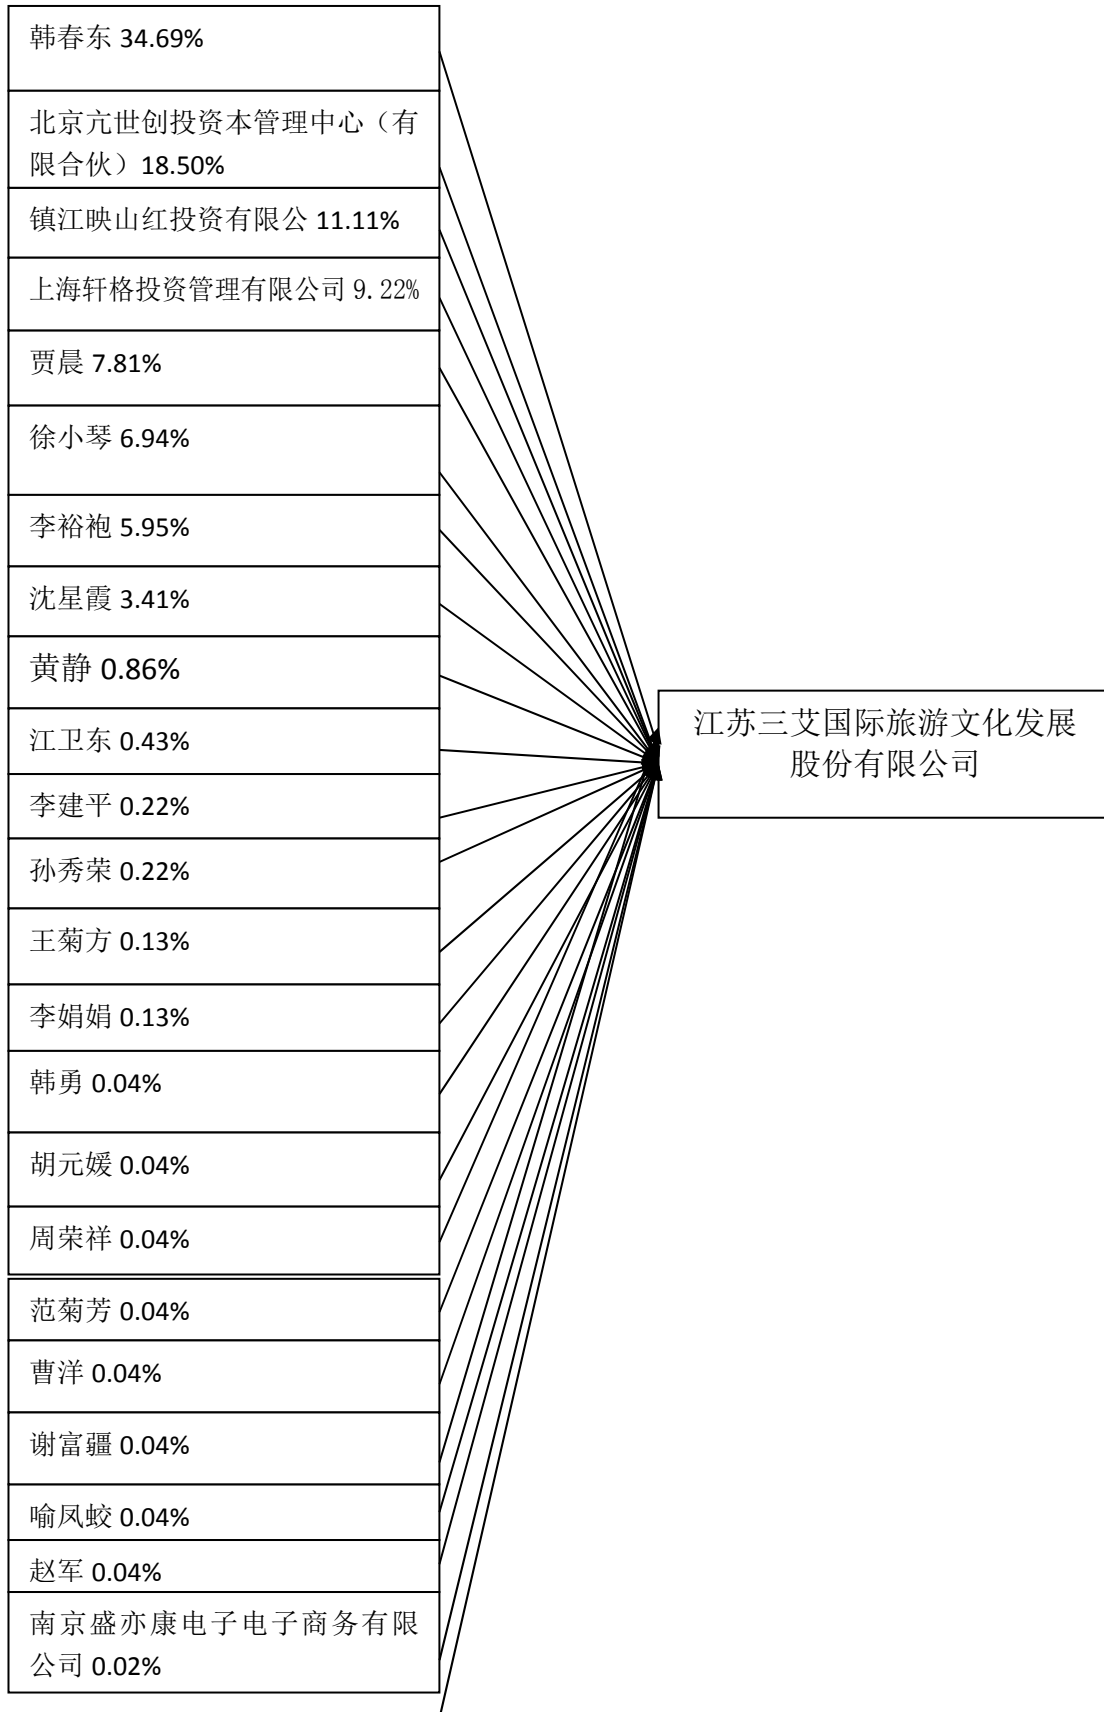 韩春东 34.69%
北京亢世创投资本管理中心（有
限合伙）18.50%
镇江映山红投资有限公 11.11%
上海轩格投资管理有限公司 9.22%
贾晨 7.81%
徐小琴 6.94%
李裕袍 5.95%
沈星霞 3.41%
黄静 0.86%
江卫东 0.43%
李建平 0.22%
孙秀荣 0.22%
王菊方 0.13%
李娟娟 0.13%
韩勇 0.04%
胡元媛 0.04%
周荣祥 0.04%
范菊芳 0.04%
曹洋 0.04%
谢富疆 0.04%
喻凤蛟 0.04%
赵军 0.04%
南京盛亦康电子电子商务有限
公司 0.02%
江苏三艾国际旅游文化发展
股份有限公司